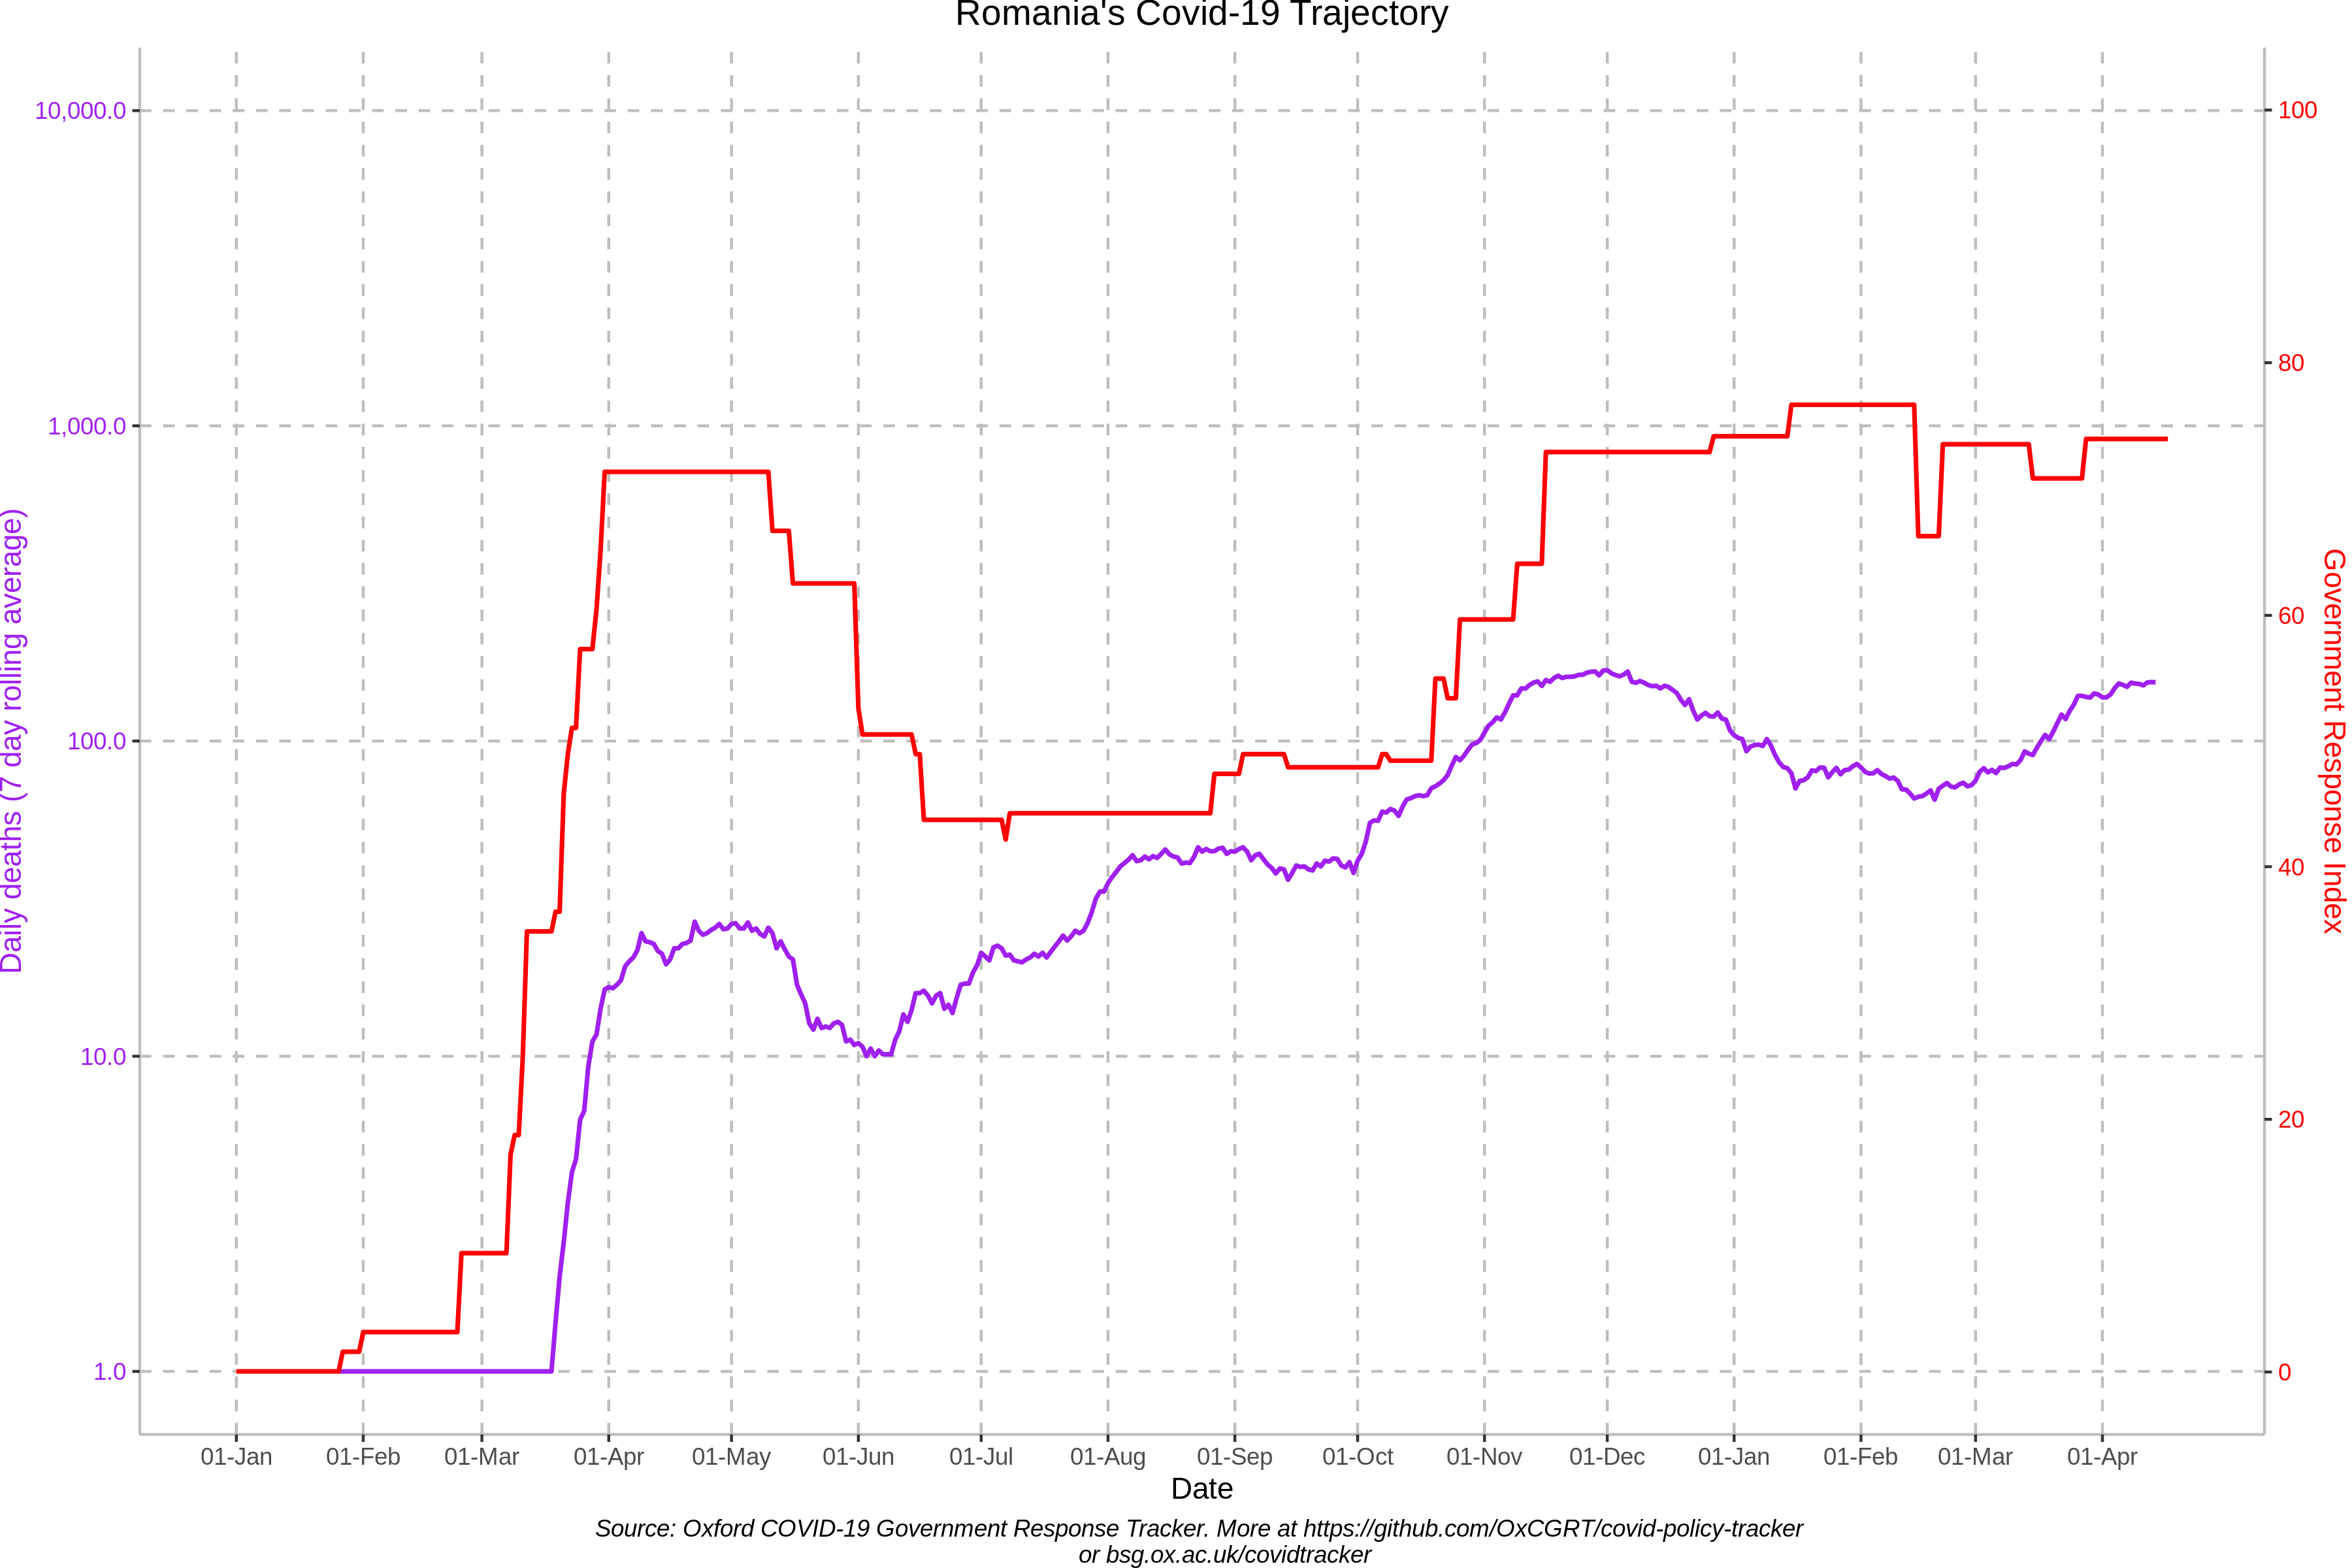 Romania's Covid-19 Trajectory
10,000.0
1,000.0
100.0
10.0
1.0
Daily deaths (7 day rolling average)
100
80
60
40
20
0
Government Response Index
01-Jan 01-Feb 01-Mar 01-Apr 01-May 01-Jun 01-Jul 01-Aug 01-Sep 01-Oct 01-Nov 01-Dec 01-Jan 01-Feb 01-Mar 01-Apr
Date
Source: Oxford COVID-19 Government Response Tracker. More at https://github.com/OxCGRT/covid-policy-tracker
or bsg.ox.ac.uk/covidtracker